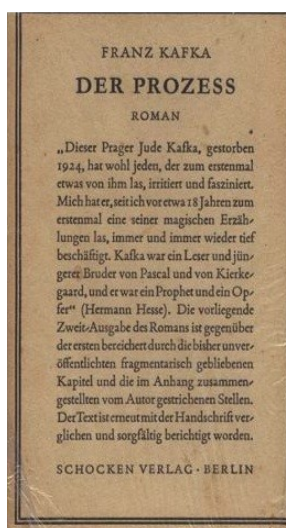 FRANZ KAFKA
DER PROZESS
ROMAN
„Dieser Prager Jude Kafka, gestorben
1924, hat wohl jeden, der zum erstenmal
etwas von ihm las, irritiert und fasziniert.
Mich hat er, seit ich vor etwa 18 Jahren zum
erstenmal eine seiner magischen Erzäh-
lungen las, immer und immer wieder tief
beschäftigt. Kafka war ein Leser und jün-
gerer Bruder von Pascal und von Kierke-
gaard, und er war ein Prophet und ein Op-
fer“ (Hermann Hesse). Die vorliegende
Zweit-Ausgabe des Romans ist gegenüber
der ersten bereichert durch die bisher unver-
öffentlichten fragmentarisch gebliebenen
Kapitel und die im Anhang zusammen-
gestellten vom Autor gestrichenen Stellen.
Der Text ist erneut mit der Handschrift ver-
glichen und sorgfältig berichtigt worden.
SCHOCKEN VERLAG · BERLIN